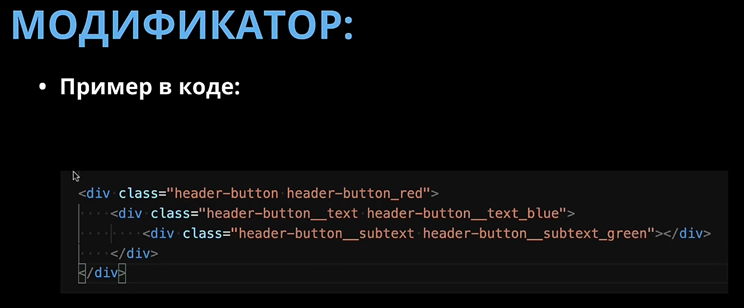 МОДИФИКАТОР:
• Пример в коде:
<div class="header-button header-button_red">
<div class="header-button__text header-button__text_blue">
<div class="header-button__subtext header-button__subtext_green"></div>
</div>
</div>